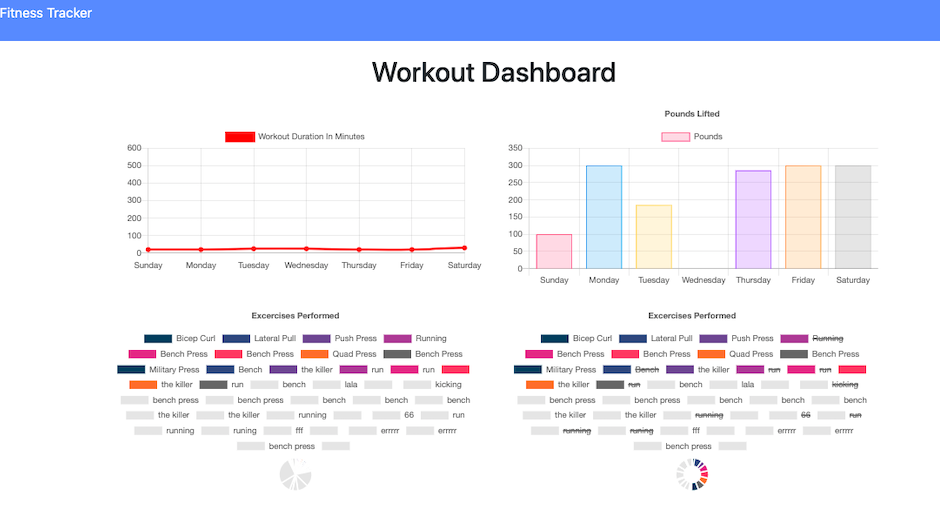 Fitness Tracker
Workout Dashboard
Workout Duration In Minutes
600
500
400
300
200
100
0
Sunday Monday Tuesday Wednesday Thursday Friday Saturday
Pounds Lifted
Pounds
350
300
250
200
150
100
50
0
Sunday Monday Tuesday Wednesday Thursday Friday Saturday
Excercises Performed
Bicep Curl Lateral Pull Push Press Running
Bench Press Bench Press Quad Press Bench Press
Military Press Bench the killer run run
the killer run bench lala kicking
bench press bench press bench bench bench
the killer the killer running 66 run
running runing fff errrrr errrrr
bench press
Excercises Performed
Bicep Curl Lateral Pull Push Press Running
Bench Press Bench Press Quad Press Bench Press
Military Press Bench the killer run run
the killer run bench lala kicking
bench press bench press bench bench bench
the killer the killer running 66 run
running runing fff errrrr errrrr
bench press